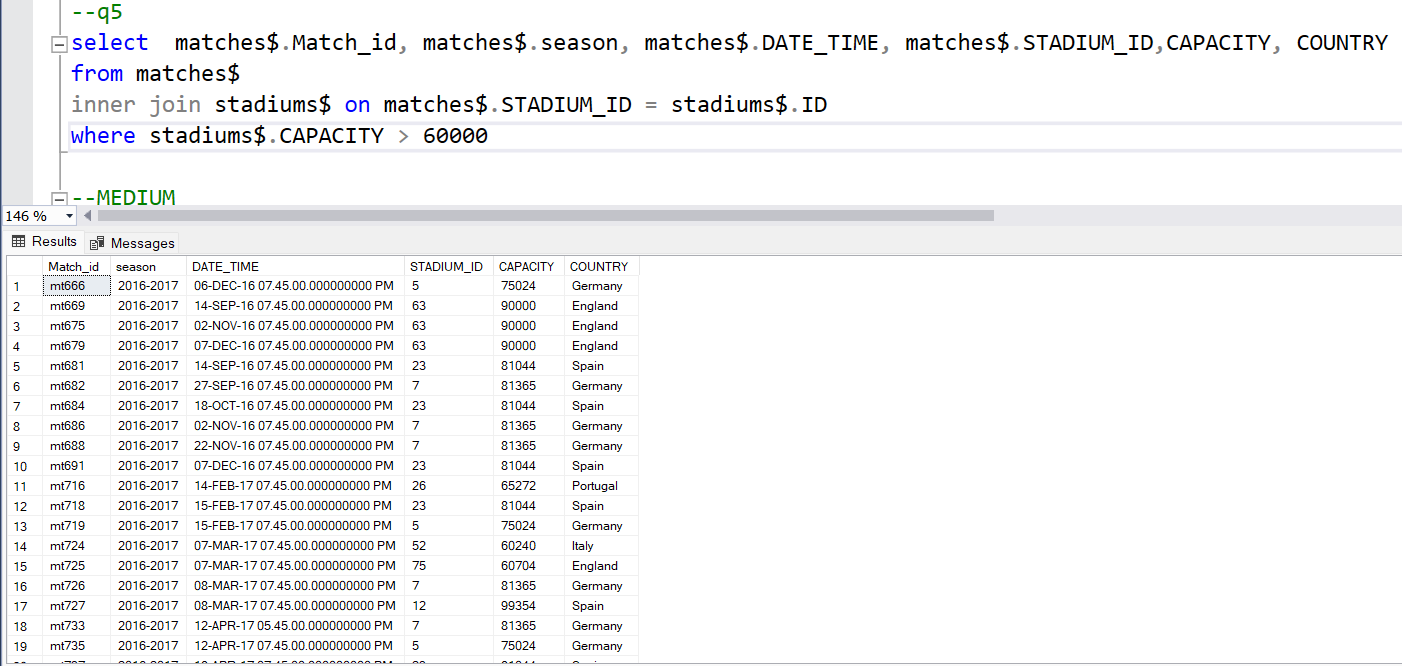 --q5
select  matches$.Match_id, matches$.season, matches$.DATE_TIME, matches$.STADIUM_ID,CAPACITY, COUNTRY
from matches$
inner join stadiums$ on matches$.STADIUM_ID = stadiums$.ID
where stadiums$.CAPACITY > 60000
--MEDIUM
146 %
Results Messages
Match_id season DATE_TIME STADIUM_ID CAPACITY COUNTRY
1 mt666 2016-2017 06-DEC-16 07.45.00.000000000 PM 5 75024 Germany
2 mt669 2016-2017 14-SEP-16 07.45.00.000000000 PM 63 90000 England
3 mt675 2016-2017 02-NOV-16 07.45.00.000000000 PM 63 90000 England
4 mt679 2016-2017 07-DEC-16 07.45.00.000000000 PM 63 90000 England
5 mt681 2016-2017 14-SEP-16 07.45.00.000000000 PM 23 81044 Spain
6 mt682 2016-2017 27-SEP-16 07.45.00.000000000 PM 7 81365 Germany
7 mt684 2016-2017 18-OCT-16 07.45.00.000000000 PM 23 81044 Spain
8 mt686 2016-2017 02-NOV-16 07.45.00.000000000 PM 7 81365 Germany
9 mt688 2016-2017 22-NOV-16 07.45.00.000000000 PM 7 81365 Germany
10 mt691 2016-2017 07-DEC-16 07.45.00.000000000 PM 23 81044 Spain
11 mt716 2016-2017 14-FEB-17 07.45.00.000000000 PM 26 65272 Portugal
12 mt718 2016-2017 15-FEB-17 07.45.00.000000000 PM 23 81044 Spain
13 mt719 2016-2017 15-FEB-17 07.45.00.000000000 PM 5 75024 Germany
14 mt724 2016-2017 07-MAR-17 07.45.00.000000000 PM 52 60240 Italy
15 mt725 2016-2017 07-MAR-17 07.45.00.000000000 PM 75 60704 England
16 mt726 2016-2017 08-MAR-17 07.45.00.000000000 PM 7 81365 Germany
17 mt727 2016-2017 08-MAR-17 07.45.00.000000000 PM 12 99354 Spain
18 mt733 2016-2017 12-APR-17 05.45.00.000000000 PM 7 81365 Germany
19 mt735 2016-2017 12-APR-17 07.45.00.000000000 PM 5 75024 Germany